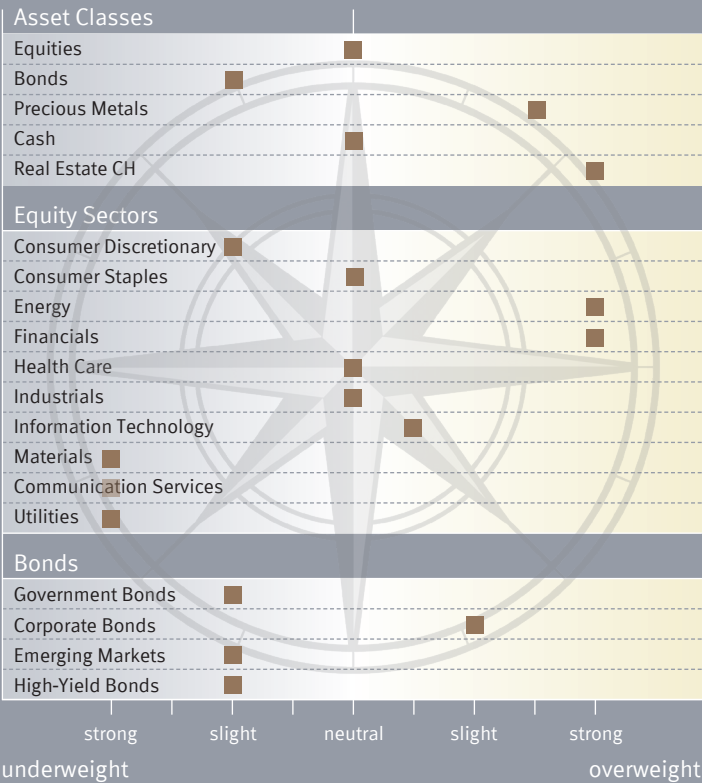 Asset Classes
Equities
Bonds
Precious Metals
Cash
Real Estate CH
Equity Sectors
Consumer Discretionary
Consumer Staples
Energy
Financials
Health Care
Industrials
Information Technology
Materials
Communication Services
Utilities
Bonds
Government Bonds
Corporate Bonds
Emerging Markets
High-Yield Bonds
strong slight neutral slight strong
underweight overweight